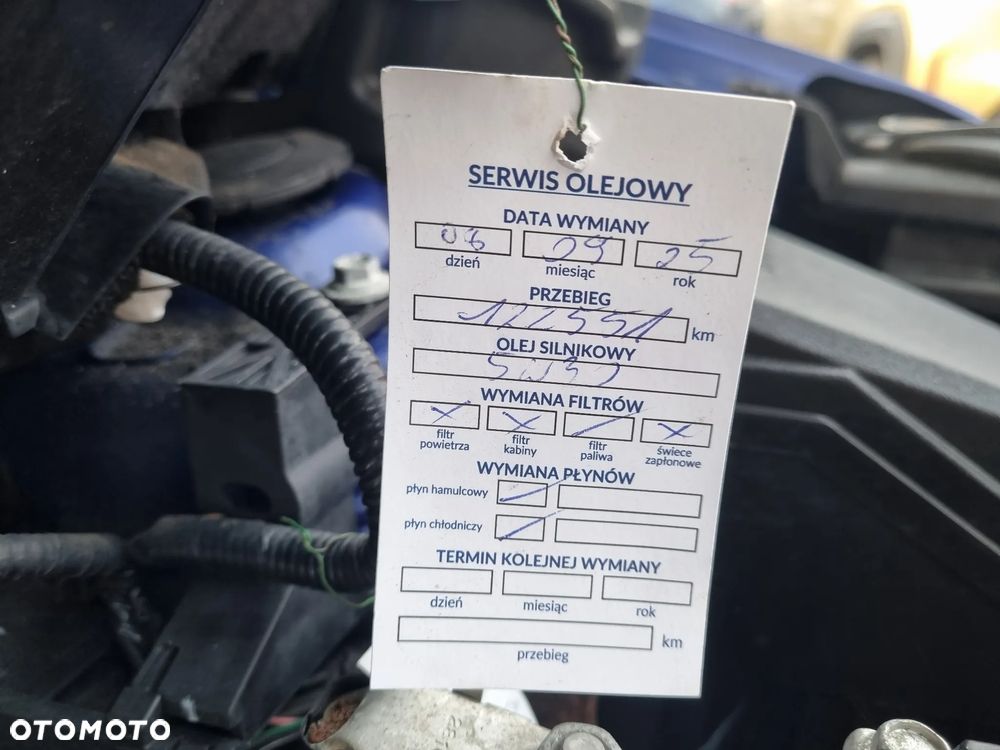 SERWIS OLEJOWY
DATA WYMIANY
08 09 25
dzień miesiąc rok
PRZEBIEG
122551 km
OLEJ SILNIKOWY
5W30
WYMIANA FILTRÓW
X X / X
filtr powietrza filtr kabiny filtr paliwa świece zapłonowe
WYMIANA PŁYNÓW
płyn hamulcowy /
płyn chłodniczy /
TERMIN KOLEJNEJ WYMIANY
dzień miesiąc rok
km
przebieg
OTOMOTO